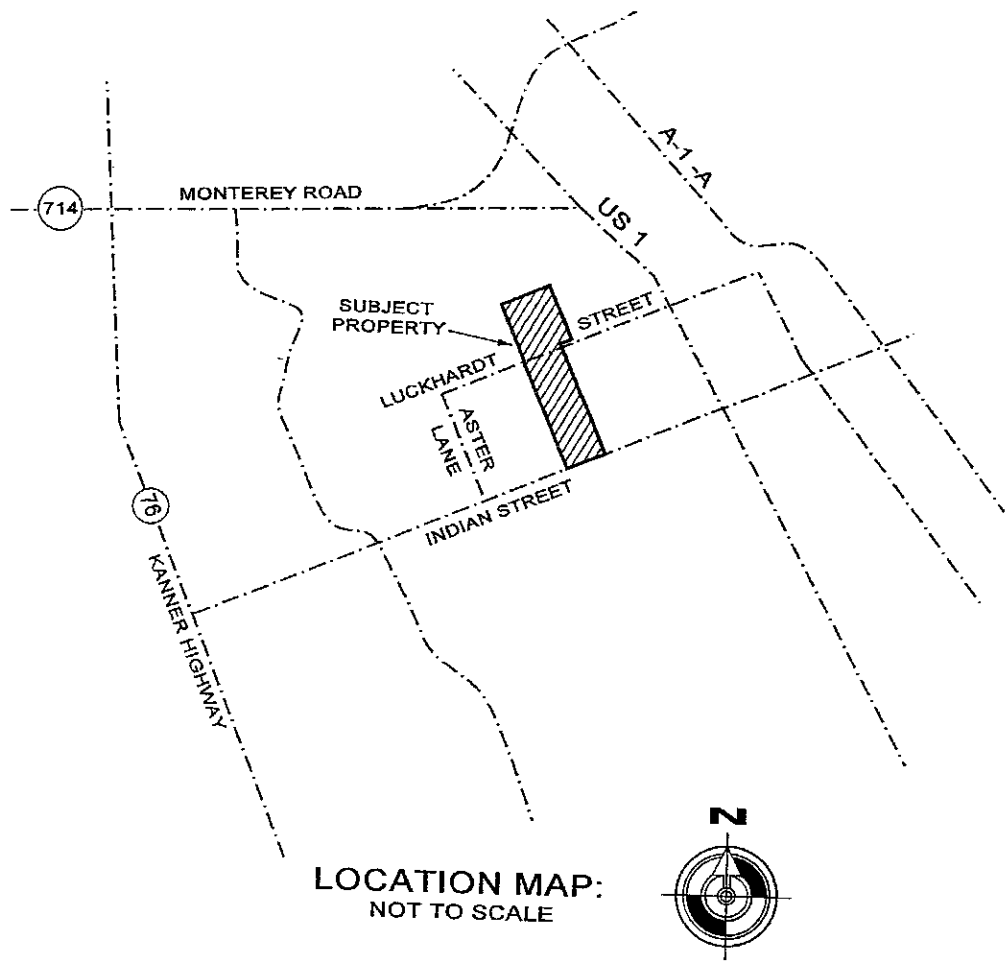 A-1-A
714
MONTEREY ROAD
US 1
SUBJECT
PROPERTY
LUCKHARDT STREET
ASTER
LANE
INDIAN STREET
76
KANNER HIGHWAY
N
LOCATION MAP:
NOT TO SCALE